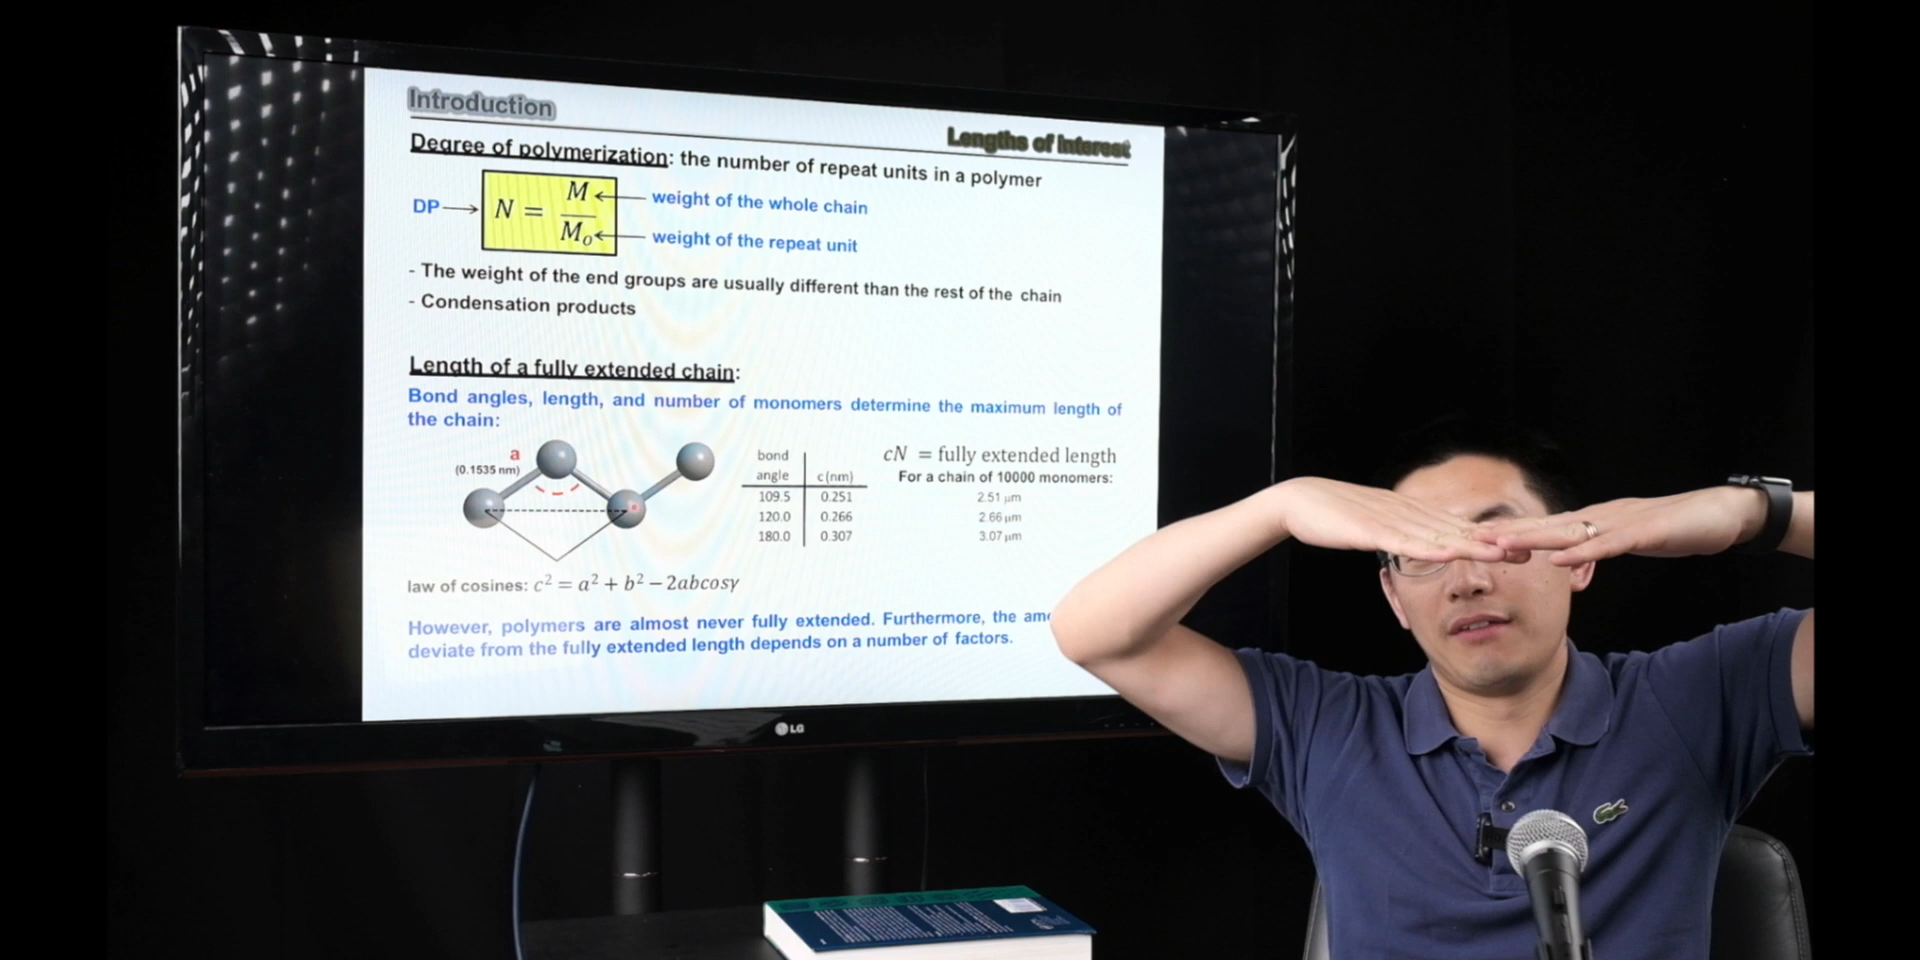 Introduction
Lengths of Interest
Degree of polymerization: the number of repeat units in a polymer
DP
N = M / Mo
weight of the whole chain
weight of the repeat unit
- The weight of the end groups are usually different than the rest of the chain
- Condensation products
Length of a fully extended chain:
Bond angles, length, and number of monomers determine the maximum length of
the chain:
a
(0.1535 nm)
bond
angle c(nm)
109.5 0.251
120.0 0.266
180.0 0.307
cN = fully extended length
For a chain of 10000 monomers:
2.51 μm
2.66 μm
3.07 μm
law of cosines: c² = a² + b² − 2abcosγ
However, polymers are almost never fully extended. Furthermore, the
deviate from the fully extended length depends on a number of factors.
LG